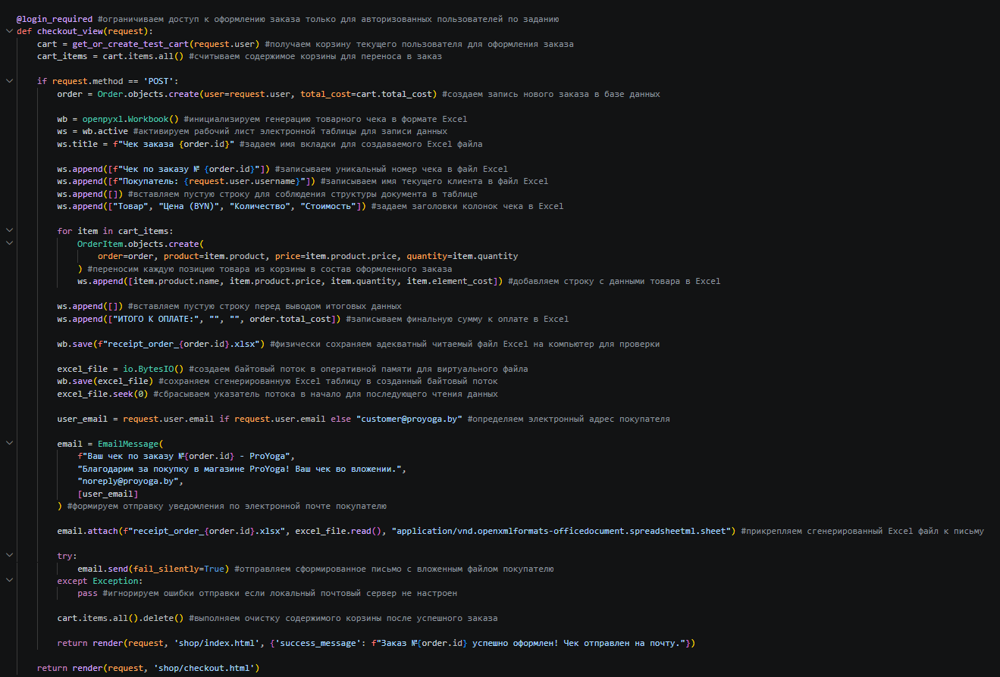 @login_required #ограничиваем доступ к оформлению заказа только для авторизованных пользователей по заданию
def checkout_view(request):
    cart = get_or_create_test_cart(request.user) #получаем корзину текущего пользователя для оформления заказа
    cart_items = cart.items.all() #считываем содержимое корзины для переноса в заказ

    if request.method == 'POST':
        order = Order.objects.create(user=request.user, total_cost=cart.total_cost) #создаем запись нового заказа в базе данных

        wb = openpyxl.Workbook() #инициализируем генерацию товарного чека в формате Excel
        ws = wb.active #активируем рабочий лист электронной таблицы для записи данных
        ws.title = f"Чек заказа {order.id}" #задаем имя вкладки для создаваемого Excel файла

        ws.append([f"Чек по заказу № {order.id}"]) #записываем уникальный номер чека в файл Excel
        ws.append([f"Покупатель: {request.user.username}"]) #записываем имя текущего клиента в файл Excel
        ws.append([]) #вставляем пустую строку для соблюдения структуры документа в таблице
        ws.append(["Товар", "Цена (BYN)", "Количество", "Стоимость"]) #задаем заголовки колонок чека в Excel

        for item in cart_items:
            OrderItem.objects.create(
                order=order, product=item.product, price=item.product.price, quantity=item.quantity
            ) #переносим каждую позицию товара из корзины в состав оформленного заказа
            ws.append([item.product.name, item.product.price, item.quantity, item.element_cost]) #добавляем строку с данными товара в Excel

        ws.append([]) #вставляем пустую строку перед выводом итоговых данных
        ws.append(["ИТОГО К ОПЛАТЕ:", "", "", order.total_cost]) #записываем финальную сумму к оплате в Excel

        wb.save(f"receipt_order_{order.id}.xlsx") #физически сохраняем адекватный читаемый файл Excel на компьютер для проверки

        excel_file = io.BytesIO() #создаем байтовый поток в оперативной памяти для виртуального файла
        wb.save(excel_file) #сохраняем сгенерированную Excel таблицу в созданный байтовый поток
        excel_file.seek(0) #сбрасываем указатель потока в начало для последующего чтения данных

        user_email = request.user.email if request.user.email else "customer@proyoga.by" #определяем электронный адрес покупателя

        email = EmailMessage(
            f"Ваш чек по заказу №{order.id} - ProYoga",
            "Благодарим за покупку в магазине ProYoga! Ваш чек во вложении.",
            "noreply@proyoga.by",
            [user_email]
        ) #формируем отправку уведомления по электронной почте покупателю

        email.attach(f"receipt_order_{order.id}.xlsx", excel_file.read(), "application/vnd.openxmlformats-officedocument.spreadsheetml.sheet") #прикрепляем сгенерированный Excel файл к письму

        try:
            email.send(fail_silently=True) #отправляем сформированное письмо с вложенным файлом покупателю
        except Exception:
            pass #игнорируем ошибки отправки если локальный почтовый сервер не настроен

        cart.items.all().delete() #выполняем очистку содержимого корзины после успешного заказа

        return render(request, 'shop/index.html', {'success_message': f"Заказ №{order.id} успешно оформлен! Чек отправлен на почту."})

    return render(request, 'shop/checkout.html')